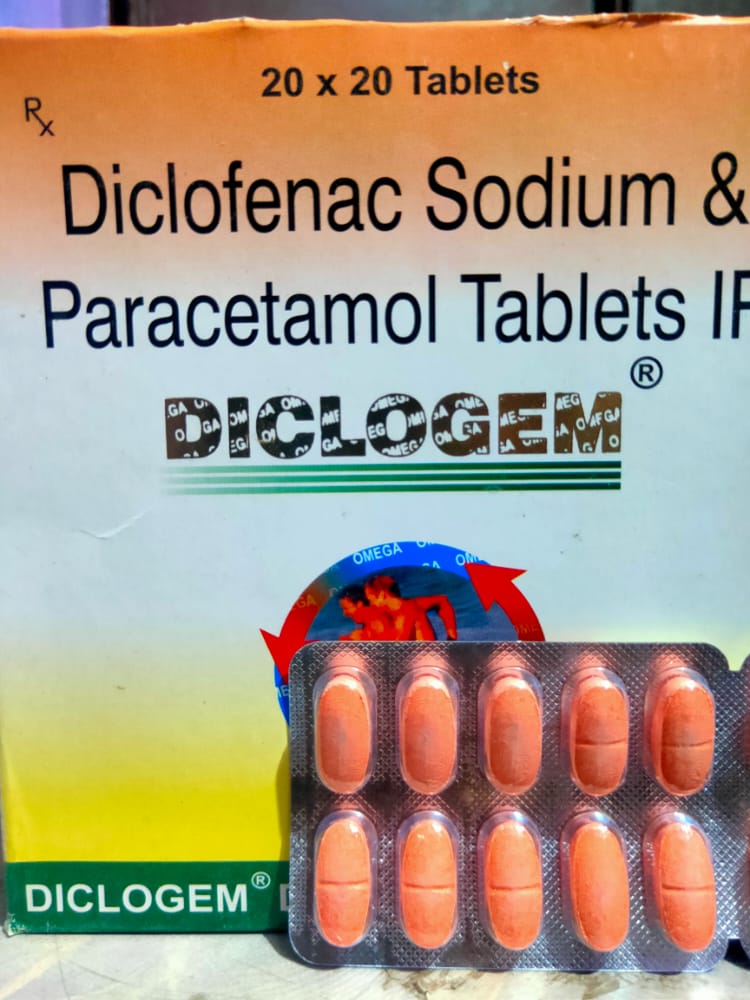 20 x 20 Tablets
Rx
Diclofenac Sodium &
Paracetamol Tablets IP
DICLOGEM®
OMEGA
DICLOGEM®